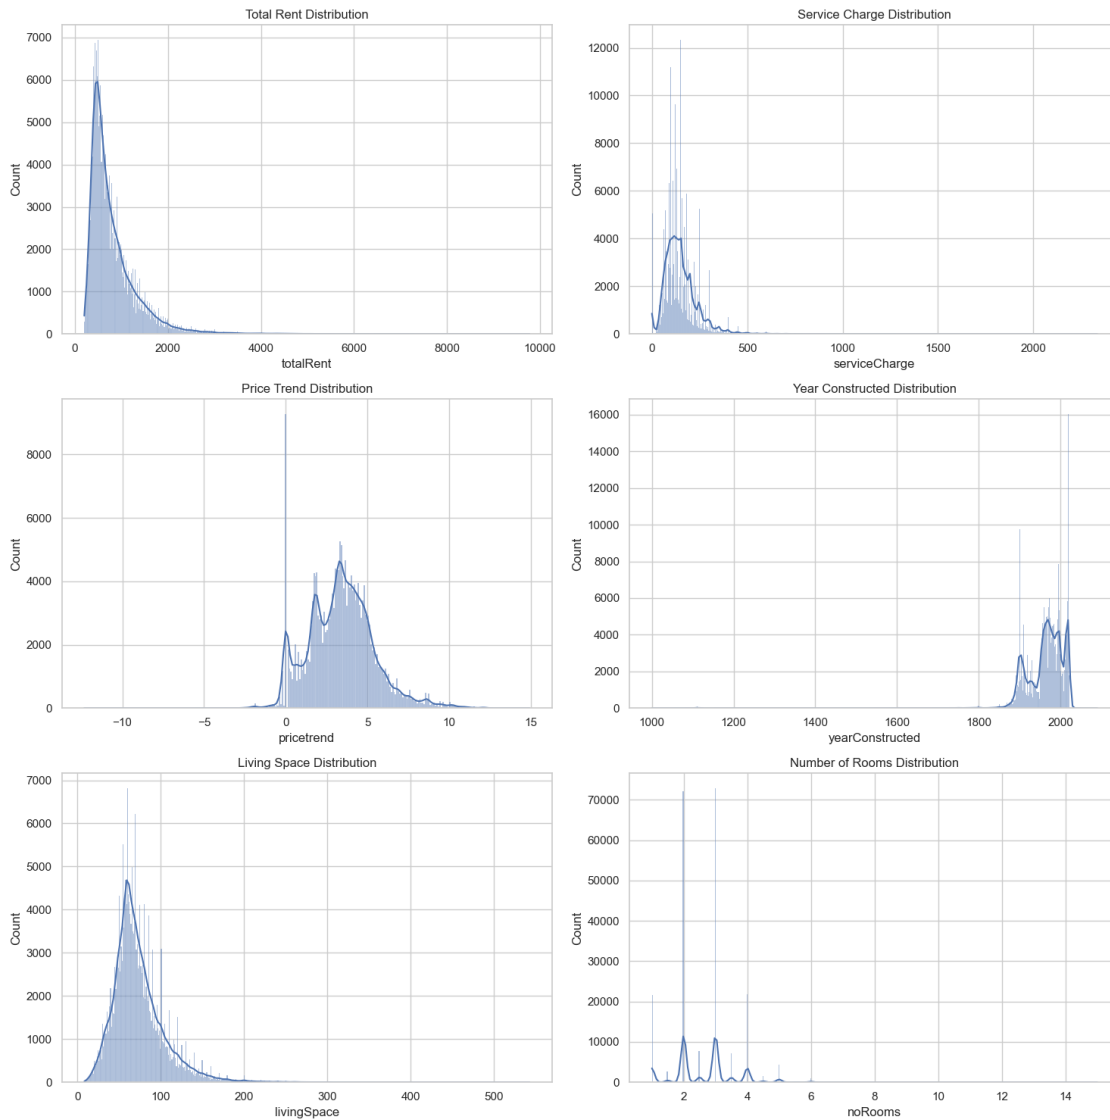 Total Rent Distribution
7000
6000
5000
4000
3000
2000
1000
0
Count
0 2000 4000 6000 8000 10000
totalRent
Service Charge Distribution
12000
10000
8000
6000
4000
2000
0
Count
0 500 1000 1500 2000
serviceCharge
Price Trend Distribution
8000
6000
4000
2000
0
Count
−10 −5 0 5 10 15
pricetrend
Year Constructed Distribution
16000
14000
12000
10000
8000
6000
4000
2000
0
Count
1000 1200 1400 1600 1800 2000
yearConstructed
Living Space Distribution
7000
6000
5000
4000
3000
2000
1000
0
Count
0 100 200 300 400 500
livingSpace
Number of Rooms Distribution
70000
60000
50000
40000
30000
20000
10000
0
Count
2 4 6 8 10 12 14
noRooms